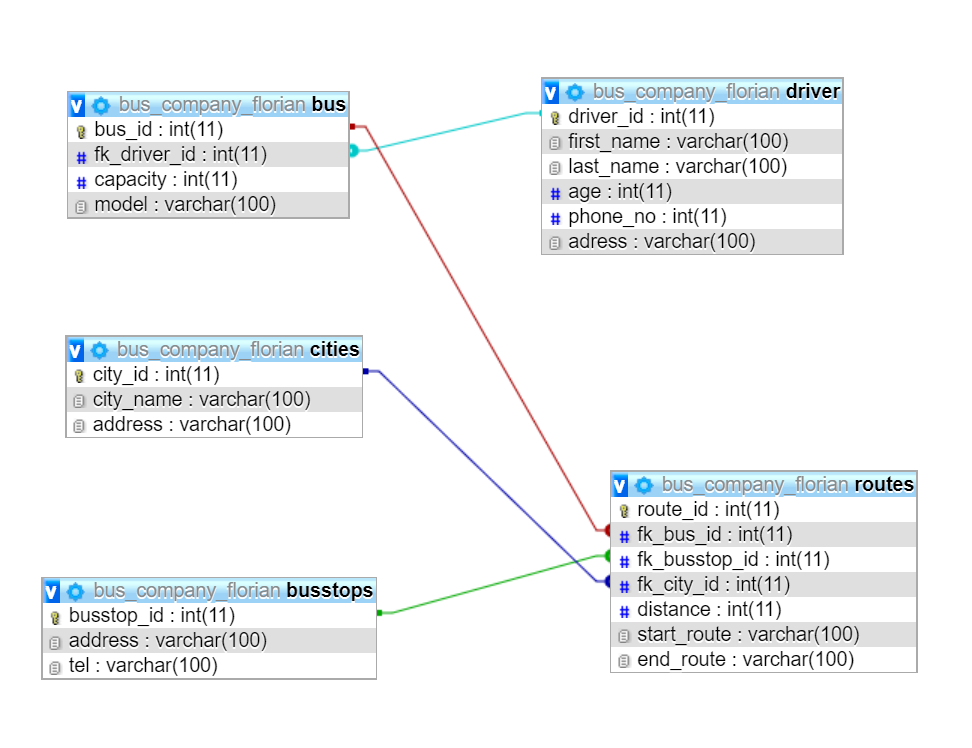 bus_company_florian bus
bus_id : int(11)
fk_driver_id : int(11)
capacity : int(11)
model : varchar(100)
bus_company_florian driver
driver_id : int(11)
first_name : varchar(100)
last_name : varchar(100)
age : int(11)
phone_no : int(11)
adress : varchar(100)
bus_company_florian cities
city_id : int(11)
city_name : varchar(100)
address : varchar(100)
bus_company_florian routes
route_id : int(11)
fk_bus_id : int(11)
fk_busstop_id : int(11)
fk_city_id : int(11)
distance : int(11)
start_route : varchar(100)
end_route : varchar(100)
bus_company_florian busstops
busstop_id : int(11)
address : varchar(100)
tel : varchar(100)